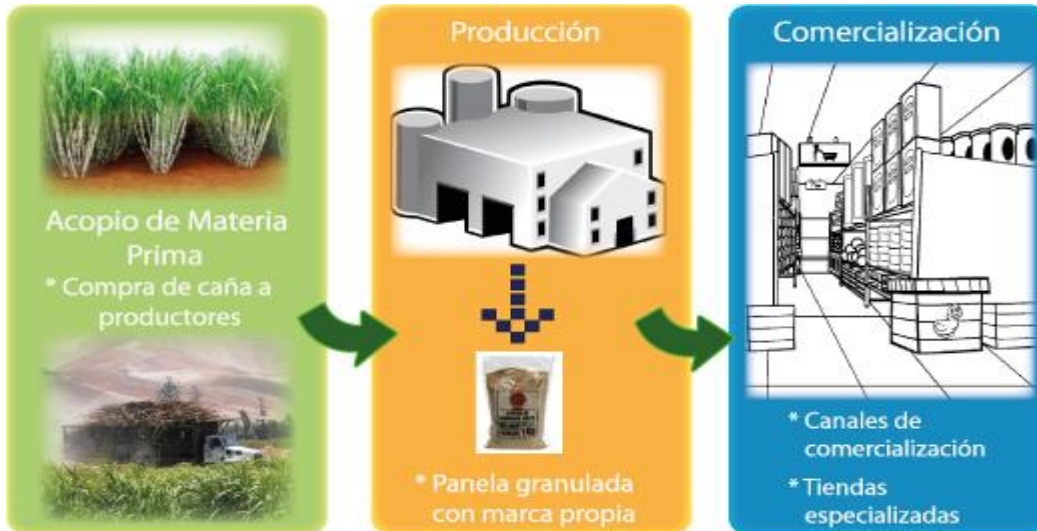 Acopio de Materia
Prima
* Compra de caña a
productores
Producción
* Panela granulada
con marca propia
Comercialización
* Canales de
comercialización
* Tiendas
especializadas